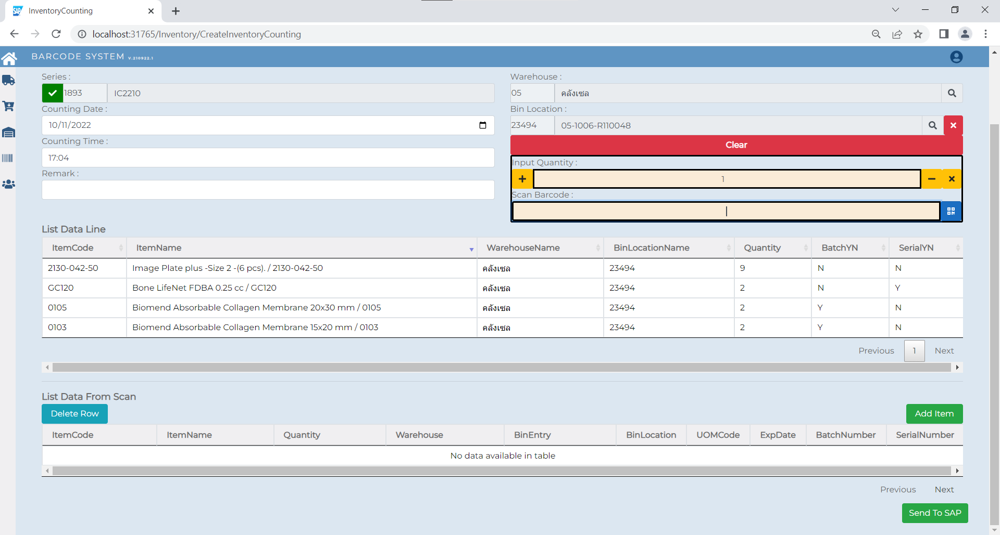 InventoryCounting
localhost:31765/Inventory/CreateInventoryCounting
BARCODE SYSTEM v.210922.1
Series :
1893 IC2210
Counting Date :
10/11/2022
Counting Time :
17:04
Remark :
Warehouse :
05 คลังเซล
Bin Location :
23494 05-1006-R110048
Clear
Input Quantity :
1
Scan Barcode :
List Data Line
ItemCode ItemName WarehouseName BinLocationName Quantity BatchYN SerialYN
2130-042-50 Image Plate plus -Size 2 -(6 pcs). / 2130-042-50 คลังเซล 23494 9 N N
GC120 Bone LifeNet FDBA 0.25 cc / GC120 คลังเซล 23494 2 N Y
0105 Biomend Absorbable Collagen Membrane 20x30 mm / 0105 คลังเซล 23494 2 Y N
0103 Biomend Absorbable Collagen Membrane 15x20 mm / 0103 คลังเซล 23494 2 Y N
Previous 1 Next
List Data From Scan
Delete Row Add Item
ItemCode ItemName Quantity Warehouse BinEntry BinLocation UOMCode ExpDate BatchNumber SerialNumber
No data available in table
Previous Next
Send To SAP